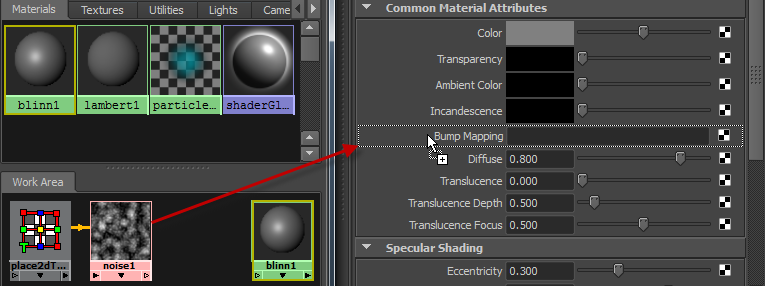 Materials Textures Utilities Lights Came
blinn1 lambert1 particle... shaderGl...
Work Area
place2dT... noise1 blinn1
Common Material Attributes
Color
Transparency
Ambient Color
Incandescence
Bump Mapping
Diffuse 0.800
Translucence 0.000
Translucence Depth 0.500
Translucence Focus 0.500
Specular Shading
Eccentricity 0.300